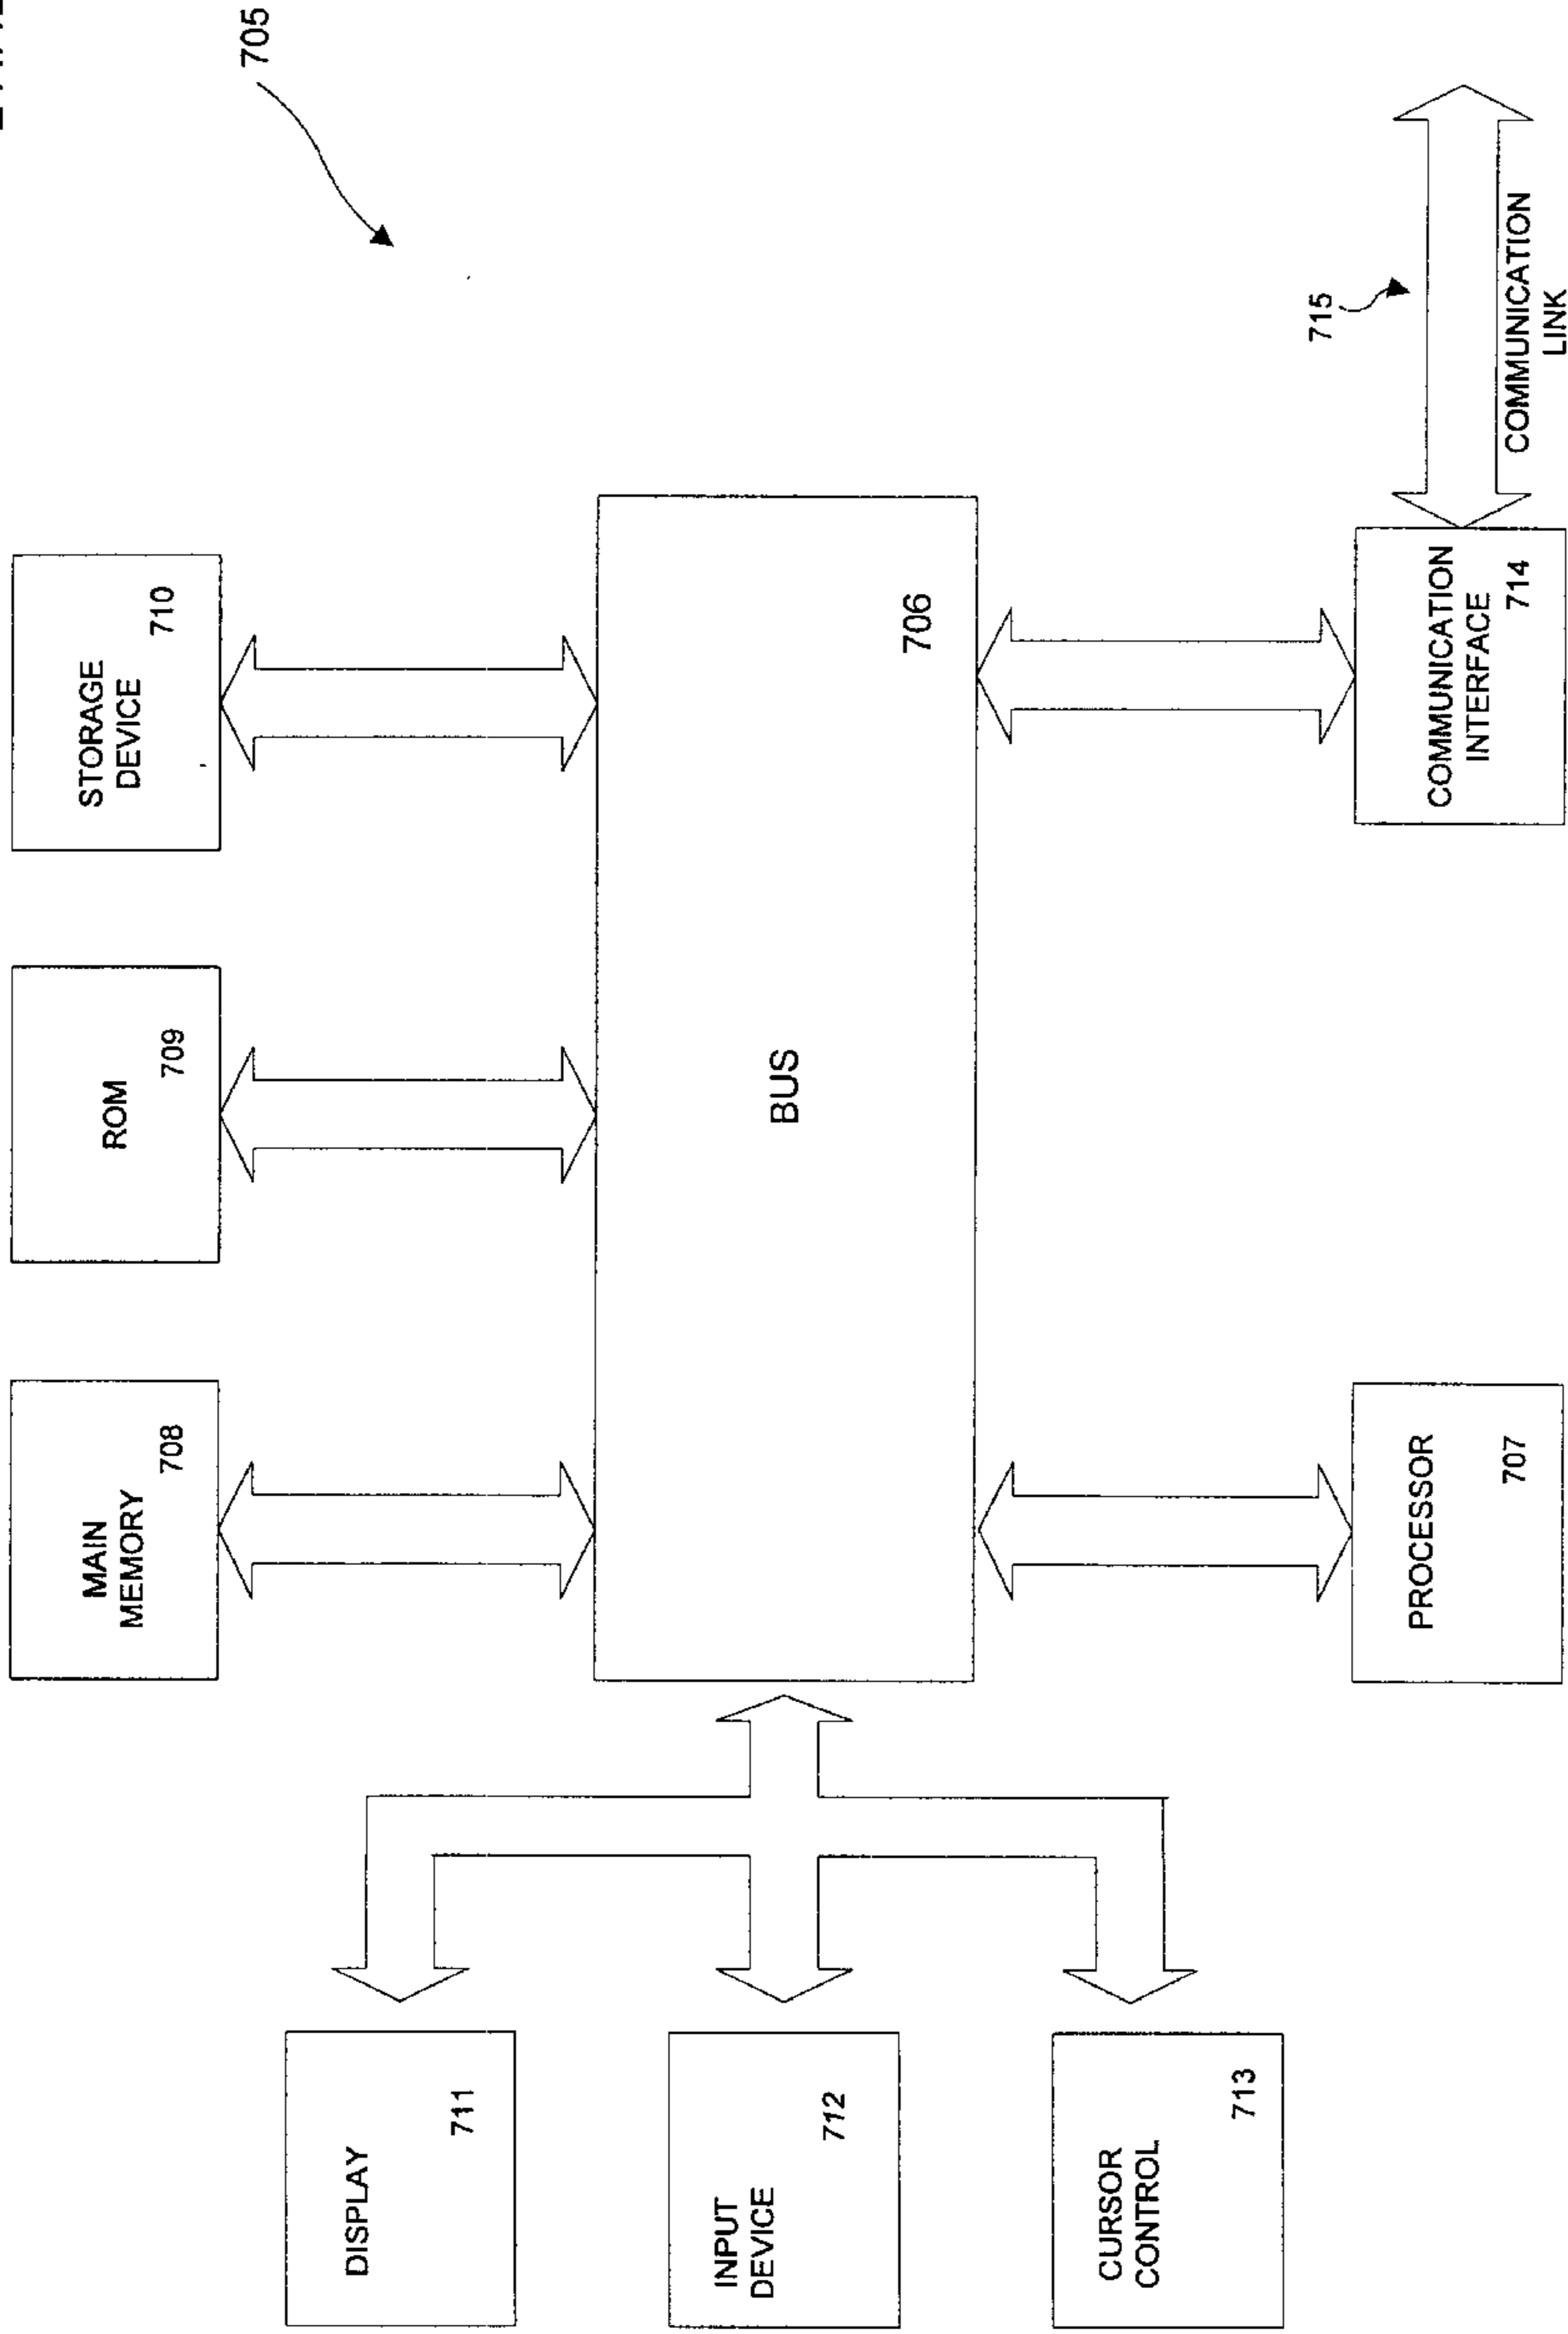 705
MAIN
MEMORY
708
ROM
709
STORAGE
DEVICE
710
DISPLAY
711
INPUT
DEVICE
712
CURSOR
CONTROL
713
BUS
706
PROCESSOR
707
COMMUNICATION
INTERFACE
714
715
COMMUNICATION
LINK